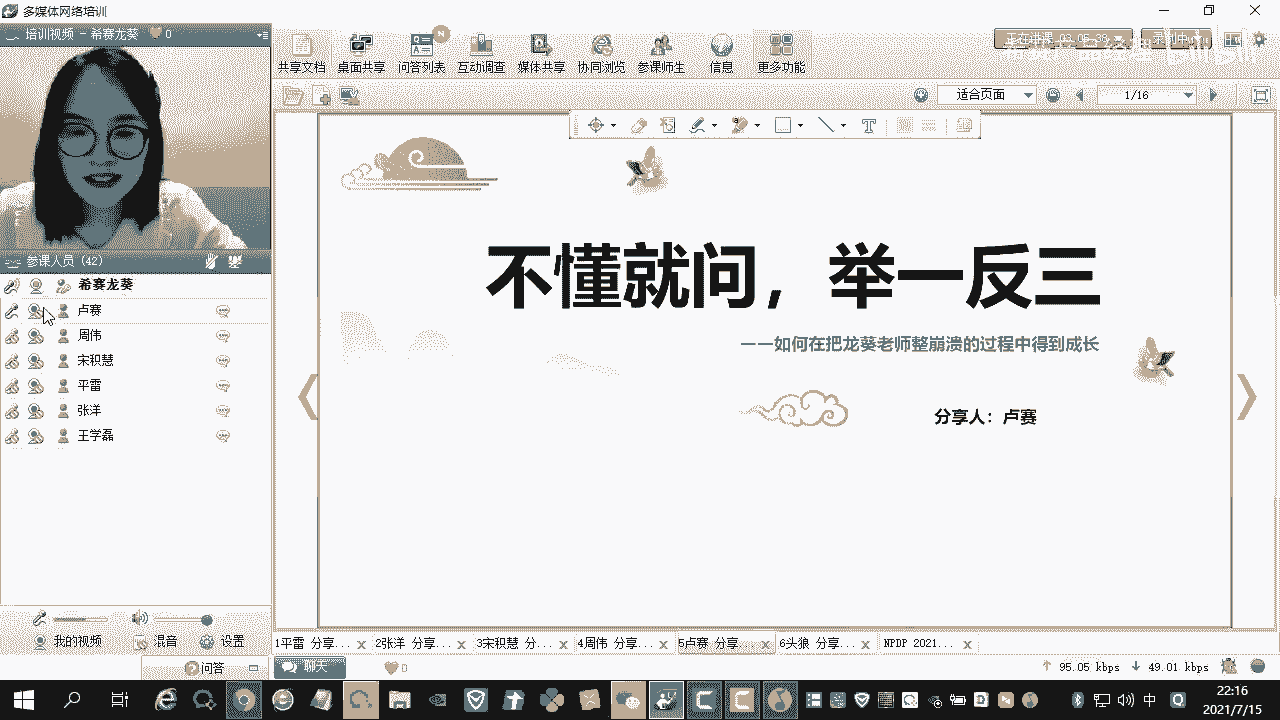 多媒体网络培训
培训视频 - 希赛龙葵 0
共享文档 桌面共享 问答列表 互动调查 媒体共享 协同浏览 参课师生 信息 更多功能
N
正在讲课 03:05:38 录制中
适合页面 1/16
参课人员 (42)
希赛龙葵
卢赛
周伟
宋积慧
平雷
张洋
王学磊
不懂就问，举一反三
——如何在把龙葵老师整崩溃的过程中得到成长
分享人：卢赛
我的视频 混音 设置
问答
1平雷 分享... 2张洋 分享... 3宋积慧 分... 4周伟 分享... 5卢赛 分享... 6头狼 分享... NPDP 2021...
聊天 0 95.05 kbps 49.01 kbps
中
22:16
2021/7/15